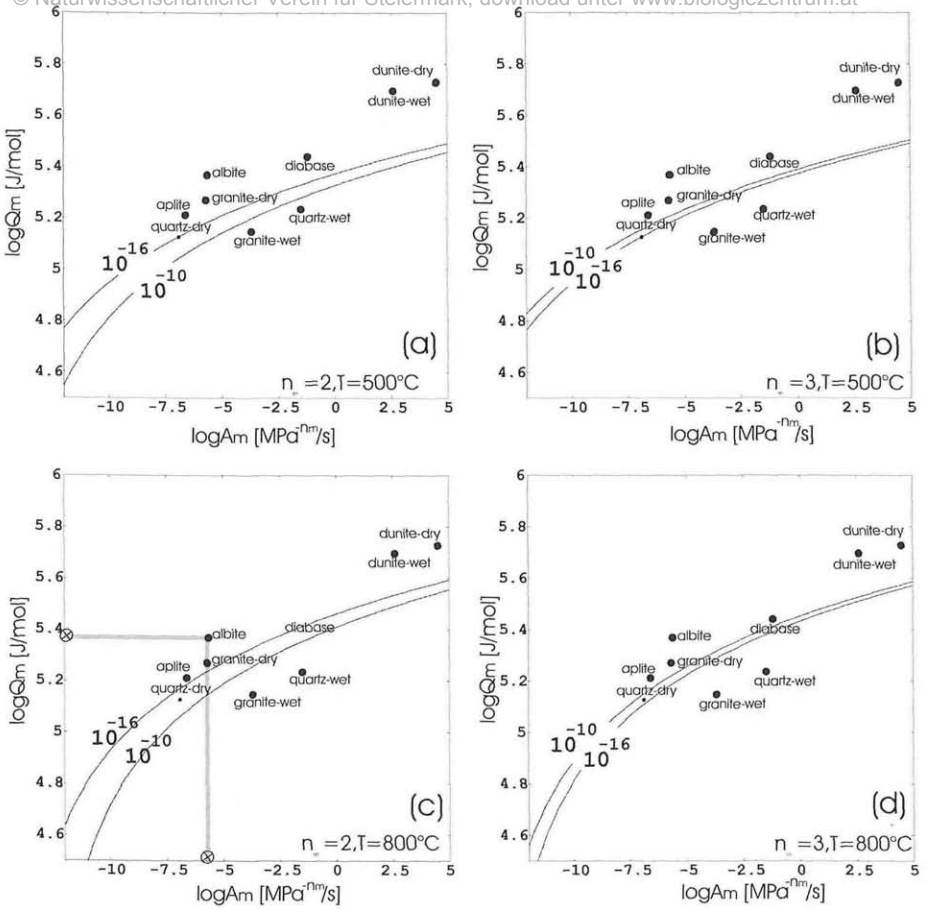 © Naturwissenschaftlicher Verein für Steiermark; download unter www.biologiezentrum.at
6
5.8
5.6
5.4
5.2
5
4.8
4.6
logQm [J/mol]
dunite-dry
dunite-wet
diabase
albite
granite-dry
aplite
quartz-wet
quartz-dry
granite-wet
10-16
10-10
(a)
n =2,T=500°C
-10 -7.5 -5 -2.5 0 2.5 5
logAm [MPa-nm/s]
6
5.8
5.6
5.4
5.2
5
4.8
4.6
logQm [J/mol]
dunite-dry
dunite-wet
diabase
albite
granite-dry
aplite
quartz-wet
quartz-dry
granite-wet
10-10
10-16
(b)
n =3,T=500°C
-10 -7.5 -5 -2.5 0 2.5 5
logAm [MPa-nm/s]
6
5.8
5.6
5.4
5.2
5
4.8
4.6
logQm [J/mol]
dunite-dry
dunite-wet
diabase
albite
granite-dry
aplite
quartz-wet
quartz-dry
granite-wet
10-16
10-10
(c)
n =2,T=800°C
-10 -7.5 -5 -2.5 0 2.5 5
logAm [MPa-nm/s]
6
5.8
5.6
5.4
5.2
5
4.8
4.6
logQm [J/mol]
dunite-dry
dunite-wet
diabase
albite
granite-dry
aplite
quartz-wet
quartz-dry
granite-wet
10-10
10-16
(d)
n =3,T=800°C
-10 -7.5 -5 -2.5 0 2.5 5
logAm [MPa-nm/s]